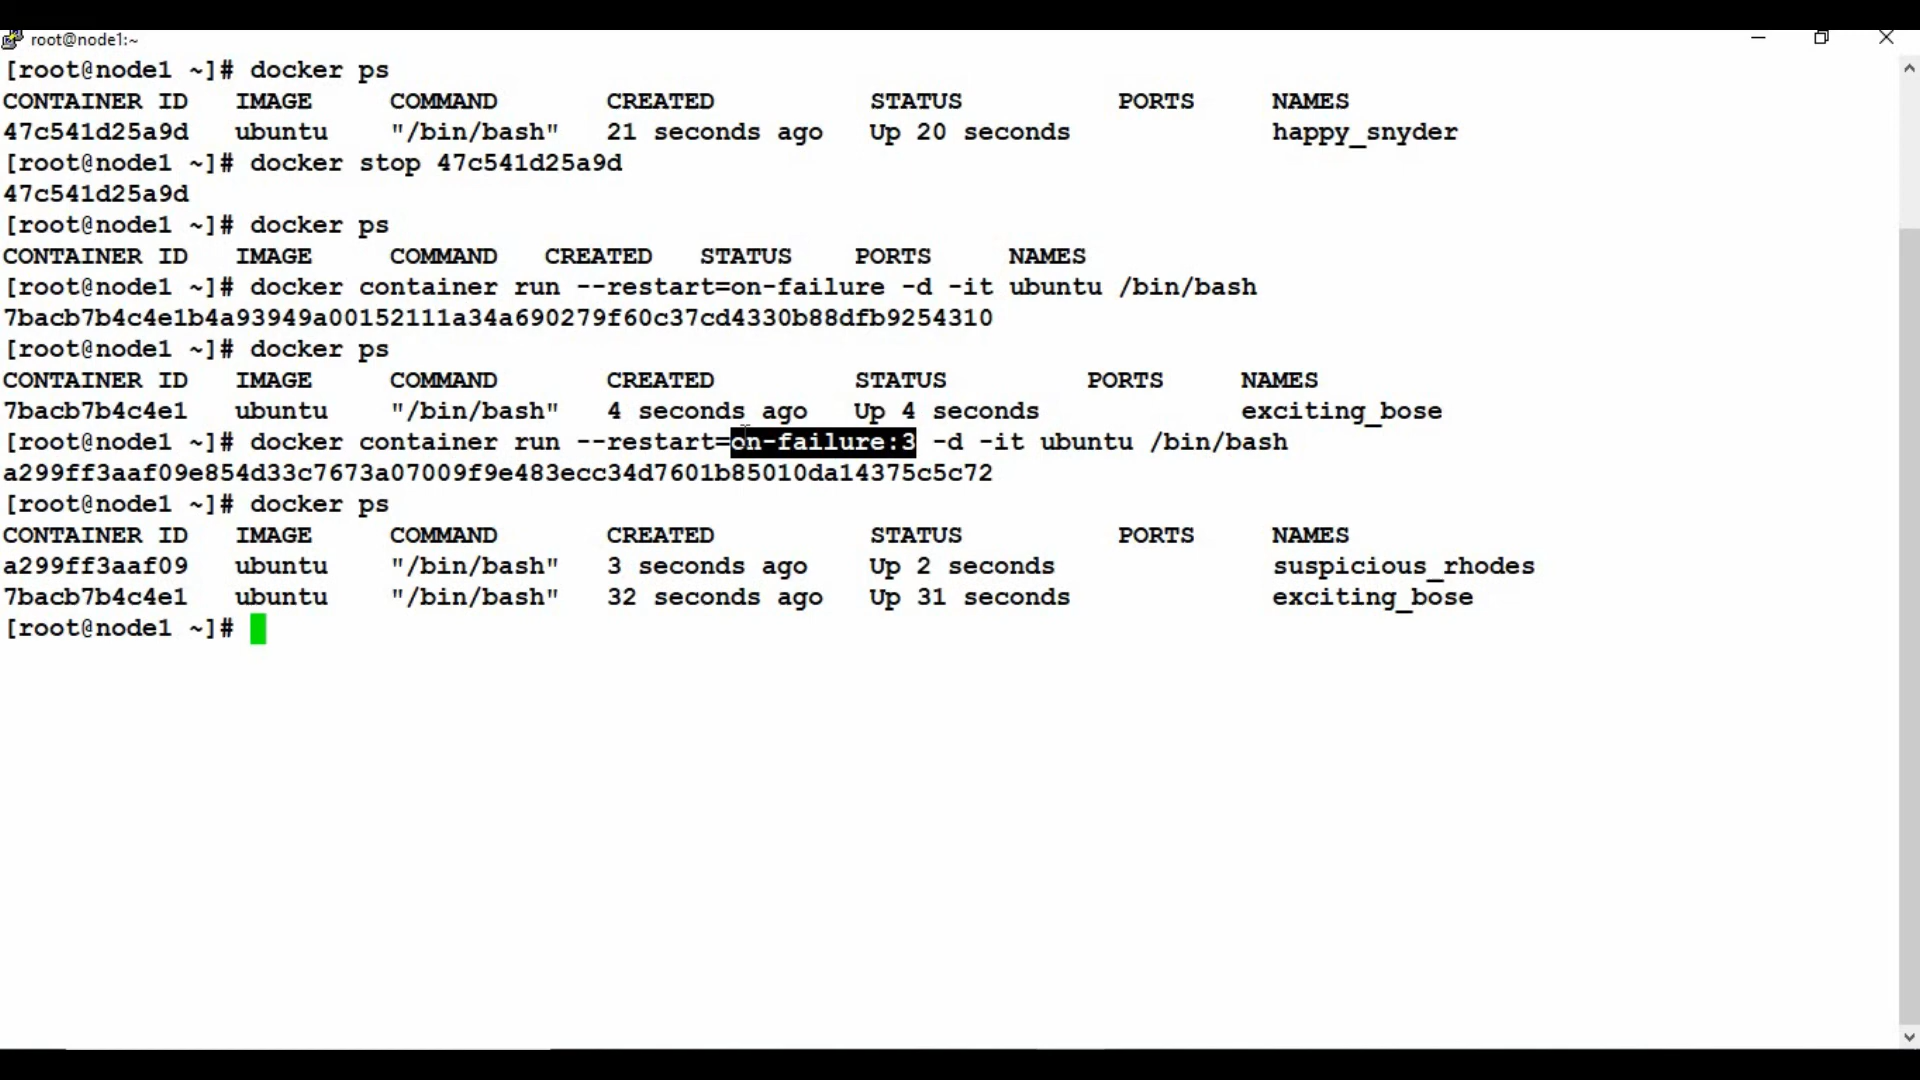 root@node1:~
[root@node1 ~]# docker ps
CONTAINER ID   IMAGE     COMMAND       CREATED          STATUS          PORTS     NAMES
47c541d25a9d   ubuntu    "/bin/bash"   21 seconds ago   Up 20 seconds             happy_snyder
[root@node1 ~]# docker stop 47c541d25a9d
47c541d25a9d
[root@node1 ~]# docker ps
CONTAINER ID   IMAGE     COMMAND   CREATED   STATUS    PORTS     NAMES
[root@node1 ~]# docker container run --restart=on-failure -d -it ubuntu /bin/bash
7bacb7b4c4e1b4a93949a00152111a34a690279f60c37cd4330b88dfb9254310
[root@node1 ~]# docker ps
CONTAINER ID   IMAGE     COMMAND       CREATED         STATUS         PORTS     NAMES
7bacb7b4c4e1   ubuntu    "/bin/bash"   4 seconds ago   Up 4 seconds             exciting_bose
[root@node1 ~]# docker container run --restart=on-failure:3 -d -it ubuntu /bin/bash
a299ff3aaf09e854d33c7673a07009f9e483ecc34d7601b85010da14375c5c72
[root@node1 ~]# docker ps
CONTAINER ID   IMAGE     COMMAND       CREATED          STATUS          PORTS     NAMES
a299ff3aaf09   ubuntu    "/bin/bash"   3 seconds ago    Up 2 seconds              suspicious_rhodes
7bacb7b4c4e1   ubuntu    "/bin/bash"   32 seconds ago   Up 31 seconds             exciting_bose
[root@node1 ~]#